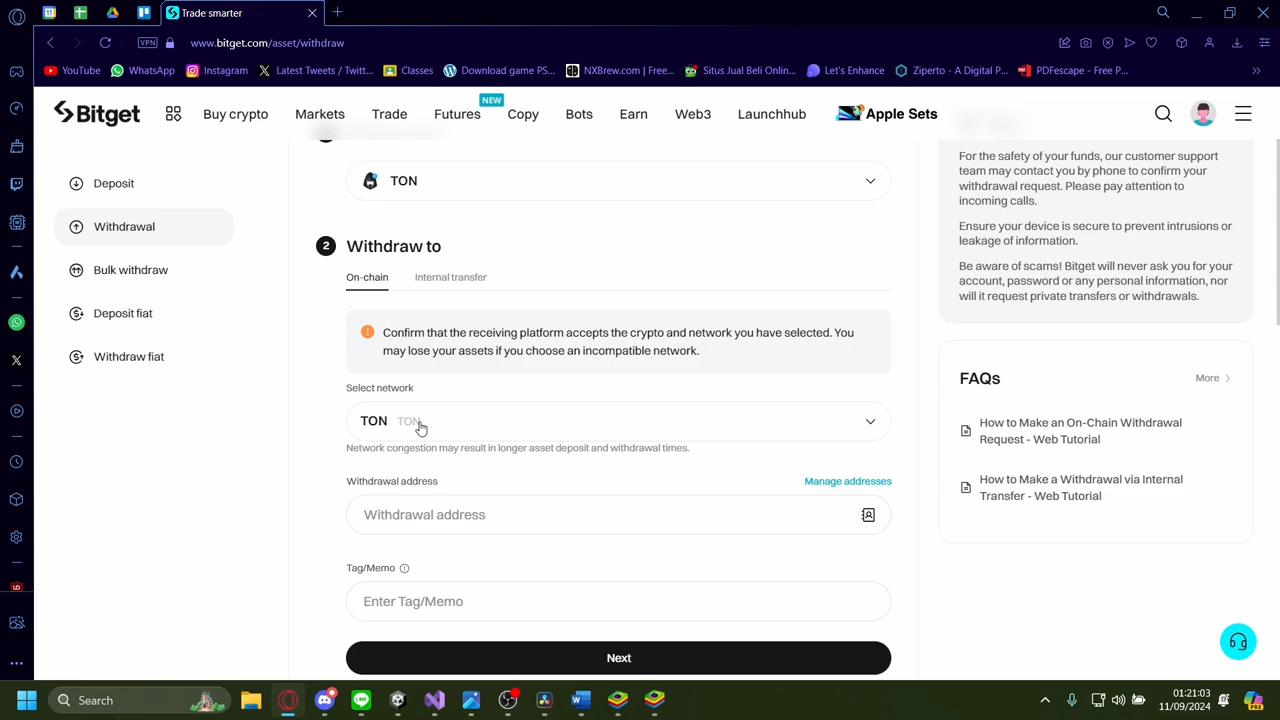 Trade smarter
VPN
www.bitget.com/asset/withdraw
YouTube
WhatsApp
Instagram
Latest Tweets / Twitt...
Classes
Download game PS...
NXBrew.com | Free...
Situs Jual Beli Onlin...
Let's Enhance
Ziperto - A Digital P...
PDFescape - Free P...
Bitget
Buy crypto
Markets
Trade
Futures
NEW
Copy
Bots
Earn
Web3
Launchhub
Apple Sets
Deposit
Withdrawal
Bulk withdraw
Deposit fiat
Withdraw fiat
TON
2 Withdraw to
On-chain
Internal transfer
Confirm that the receiving platform accepts the crypto and network you have selected. You
may lose your assets if you choose an incompatible network.
Select network
TON TON
Network congestion may result in longer asset deposit and withdrawal times.
Withdrawal address
Manage addresses
Withdrawal address
Tag/Memo
Enter Tag/Memo
Next
For the safety of your funds, our customer support
team may contact you by phone to confirm your
withdrawal request. Please pay attention to
incoming calls.
Ensure your device is secure to prevent intrusions or
leakage of information.
Be aware of scams! Bitget will never ask you for your
account, password or any personal information, nor
will it request private transfers or withdrawals.
FAQs
More
How to Make an On-Chain Withdrawal
Request - Web Tutorial
How to Make a Withdrawal via Internal
Transfer - Web Tutorial
Search
01:21:03
11/09/2024